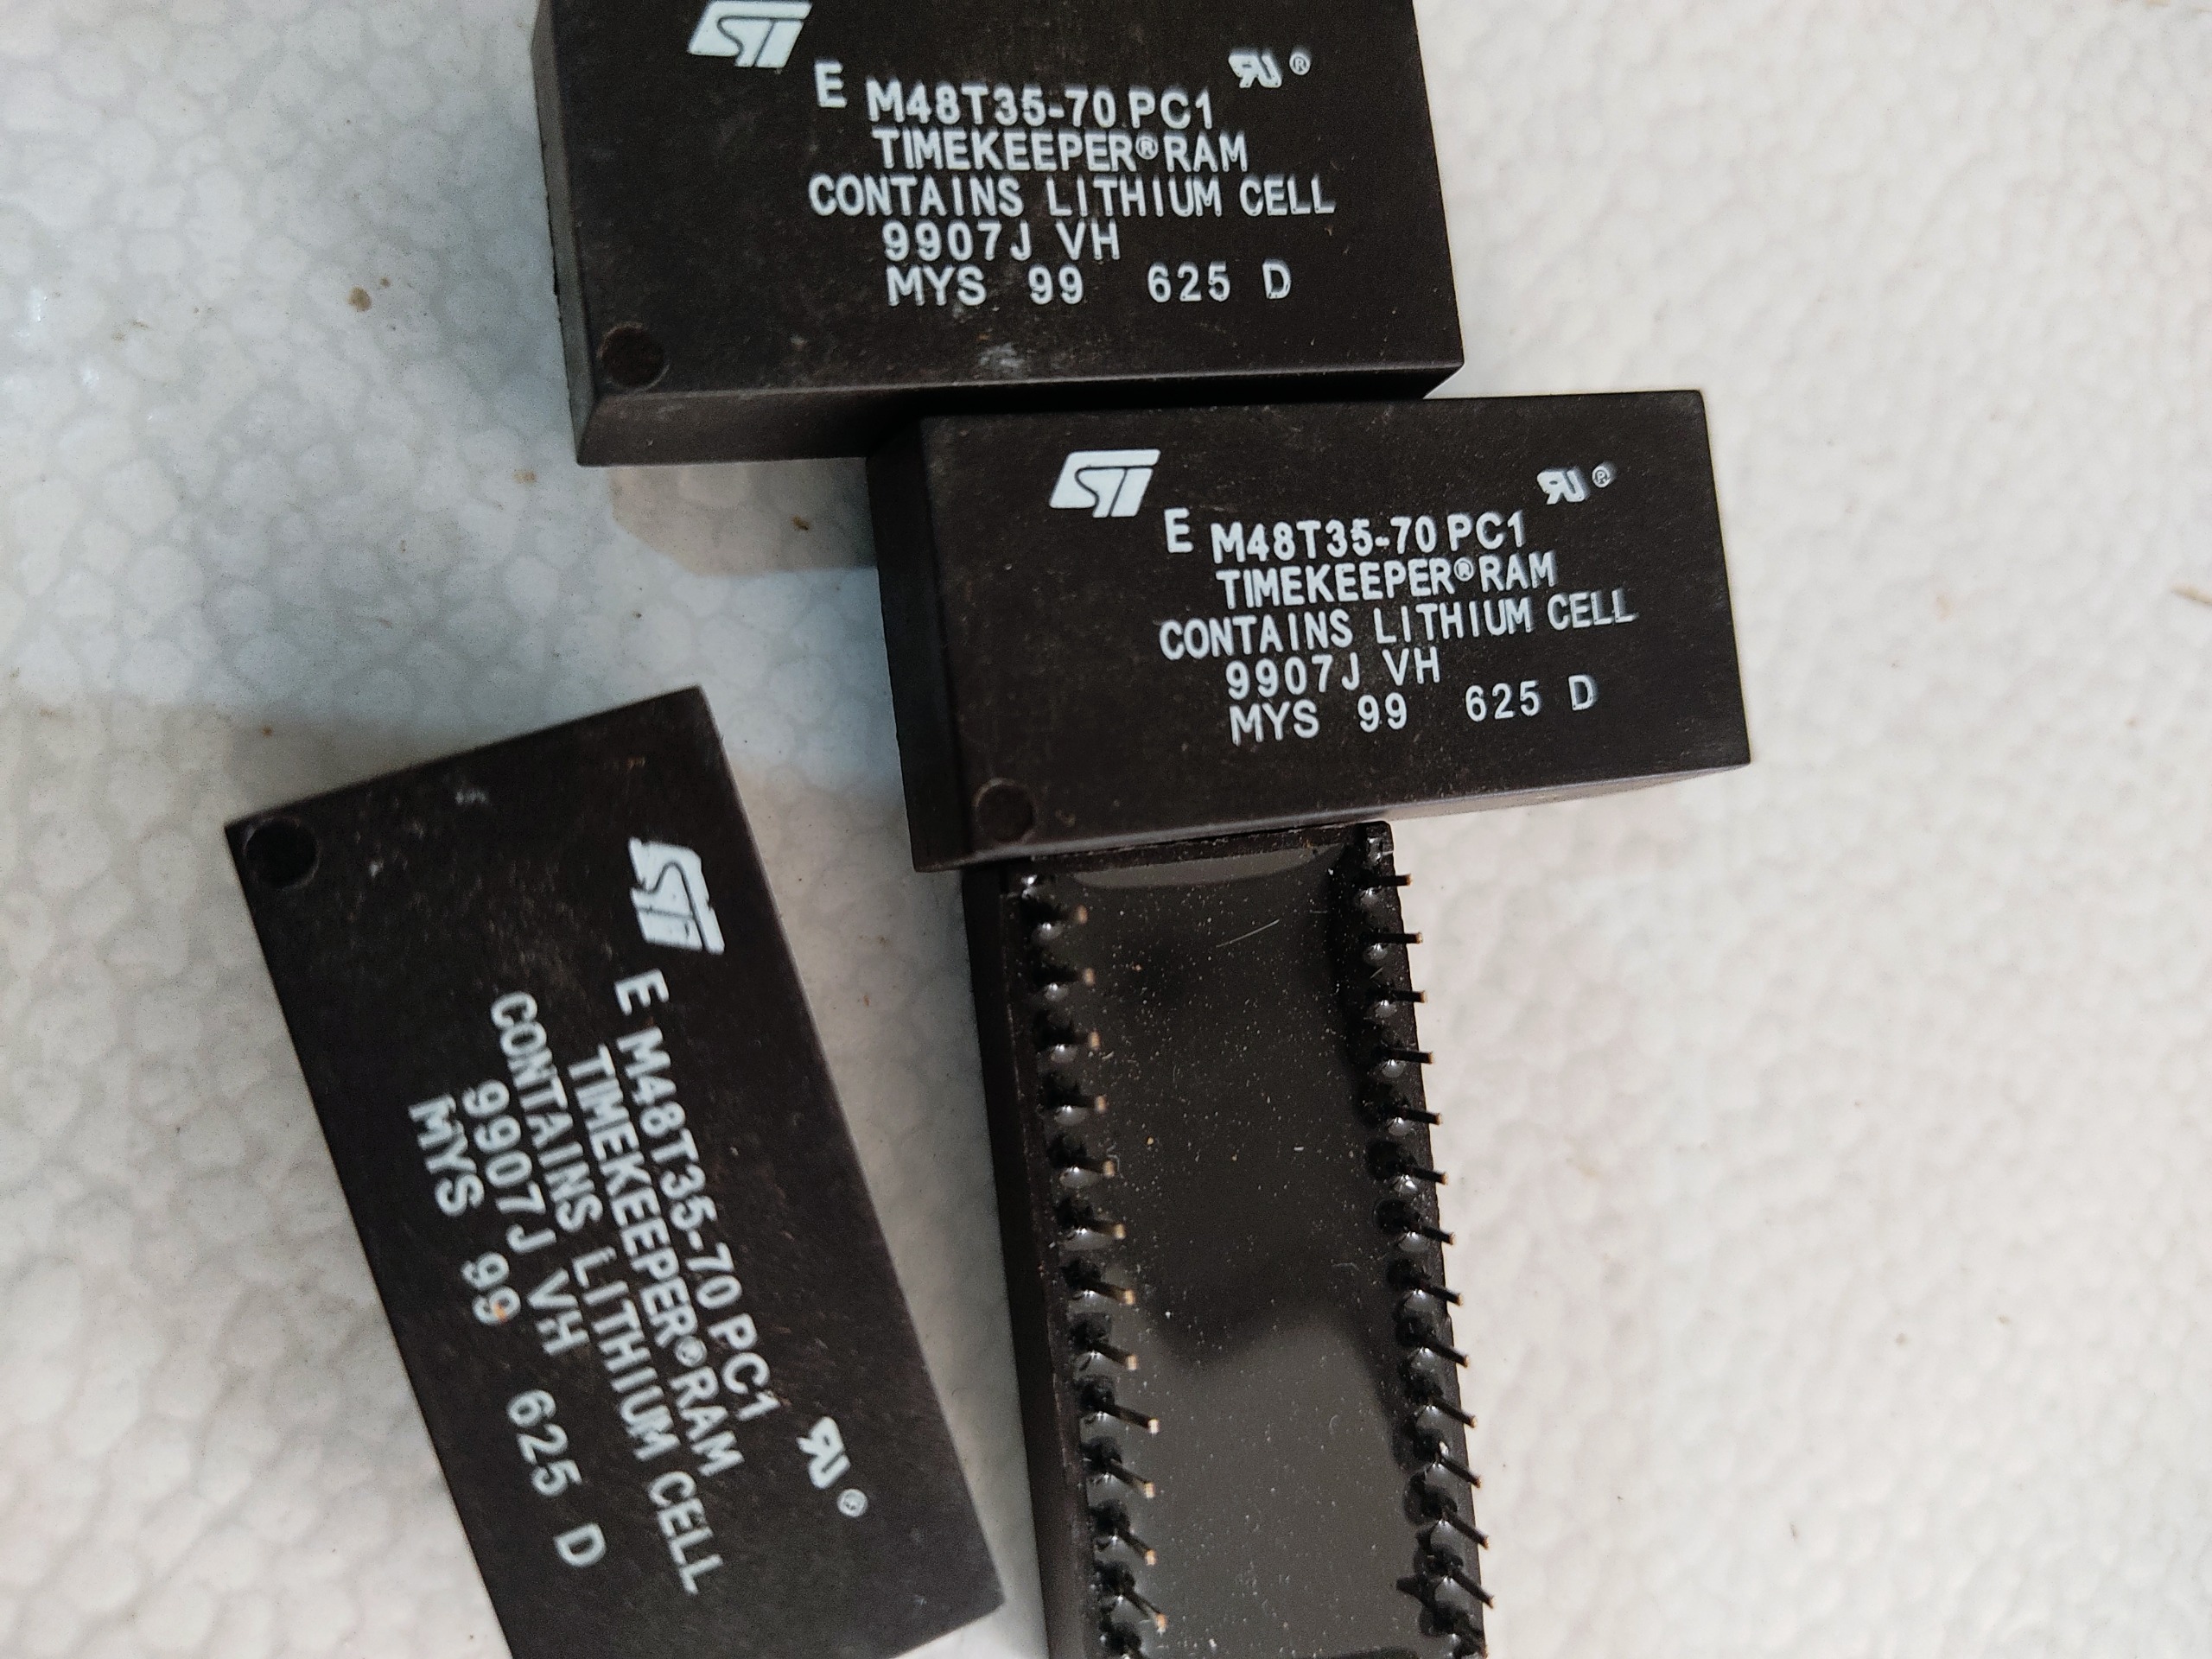 ST
E M48T35-70 PC1
TIMEKEEPER® RAM
CONTAINS LITHIUM CELL
9907J VH
MYS 99 625 D
ST
E M48T35-70 PC1
TIMEKEEPER® RAM
CONTAINS LITHIUM CELL
9907J VH
MYS 99 625 D
ST
E M48T35-70 PC1
TIMEKEEPER® RAM
CONTAINS LITHIUM CELL
9907J VH
MYS 99 625 D